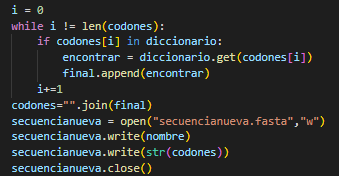 i = 0
while i != len(codones):
    if codones[i] in diccionario:
        encontrar = diccionario.get(codones[i])
        final.append(encontrar)
    i+=1
codones="".join(final)
secuencianueva = open("secuencianueva.fasta","w")
secuencianueva.write(nombre)
secuencianueva.write(str(codones))
secuencianueva.close()